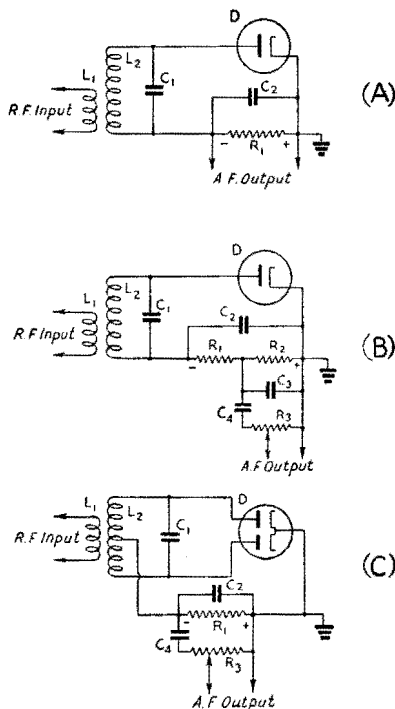 D
L₁
L₂
C₁
R.F. Input
C₂
- R₁ +
A.F. Output
(A)
D
L₁
L₂
C₁
R.F. Input
C₂
- R₁ R₂ +
C₃
C₄
R₃
A.F. Output
(B)
D
L₁
L₂
C₁
R.F. Input
C₂
- R₁ +
C₄
R₃
A.F. Output
(C)